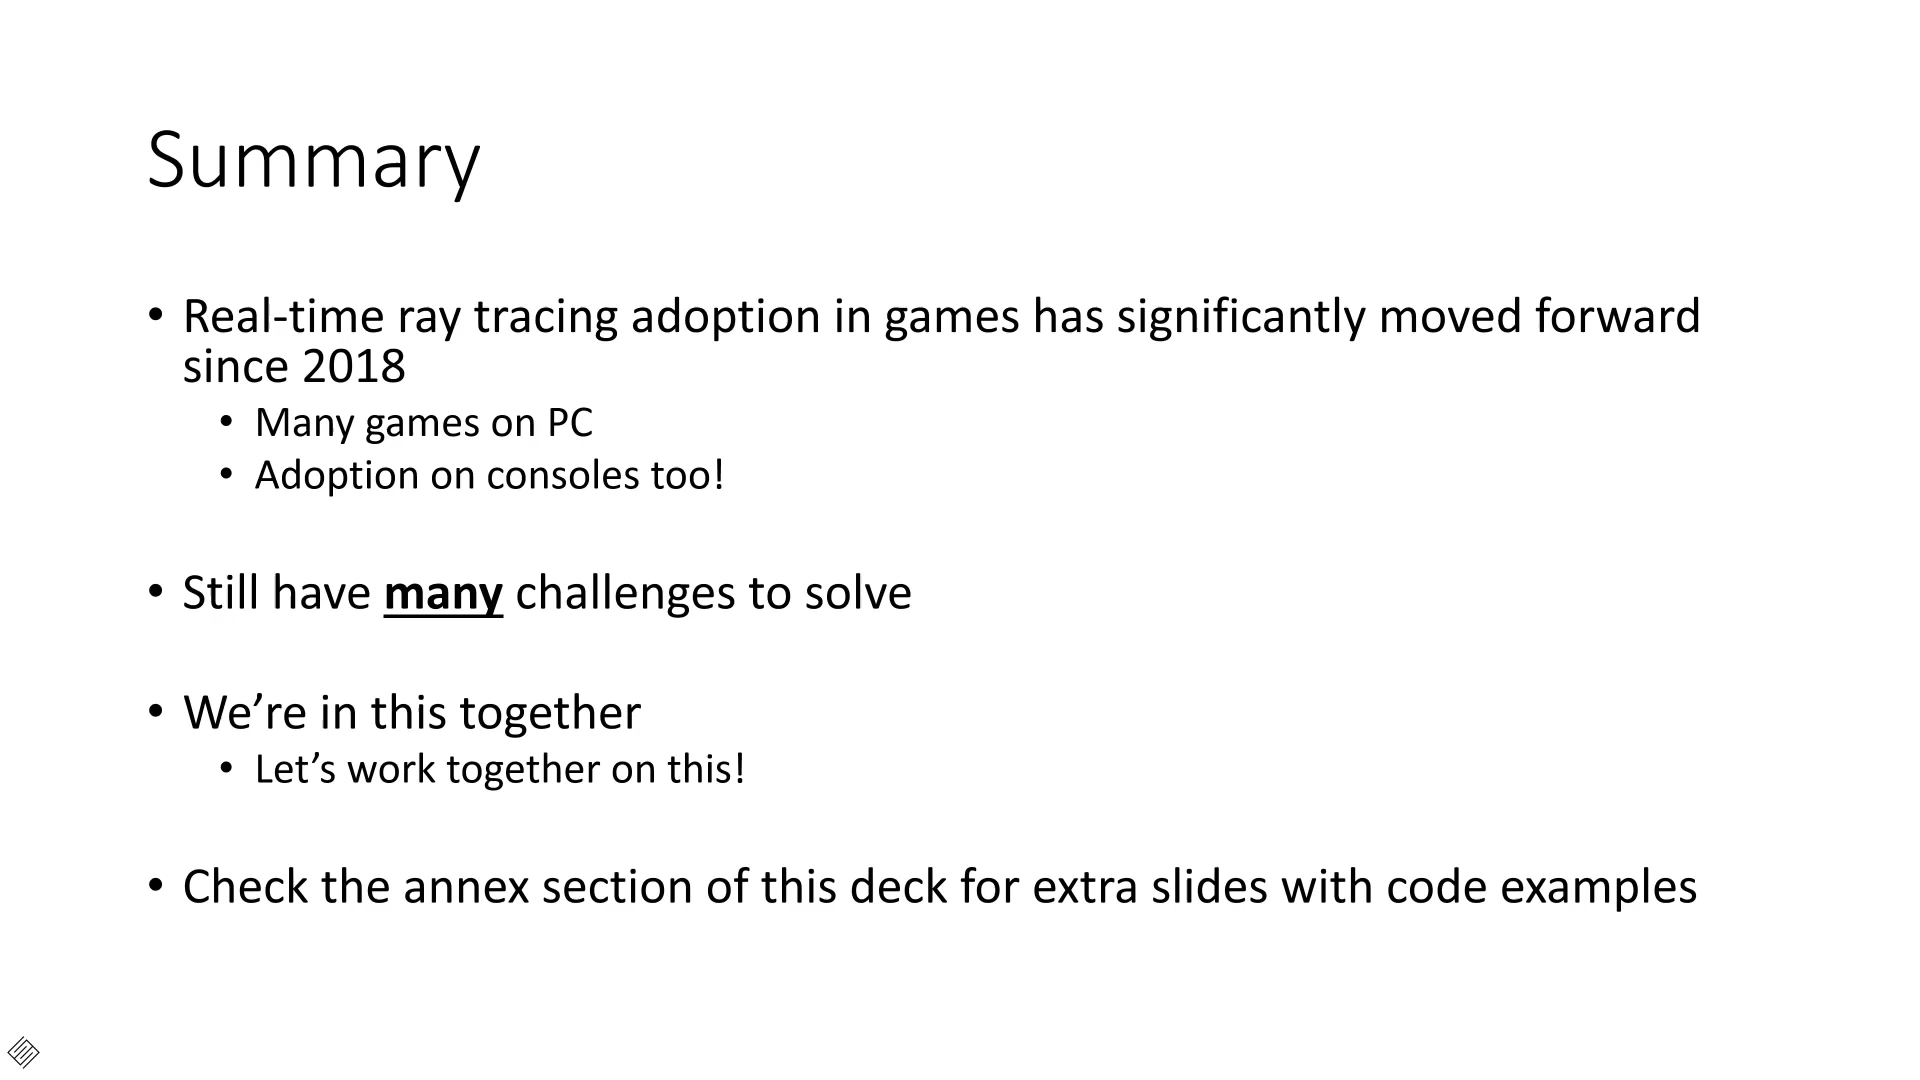 Summary
• Real-time ray tracing adoption in games has significantly moved forward
since 2018
• Many games on PC
• Adoption on consoles too!
• Still have many challenges to solve
• We’re in this together
• Let’s work together on this!
• Check the annex section of this deck for extra slides with code examples